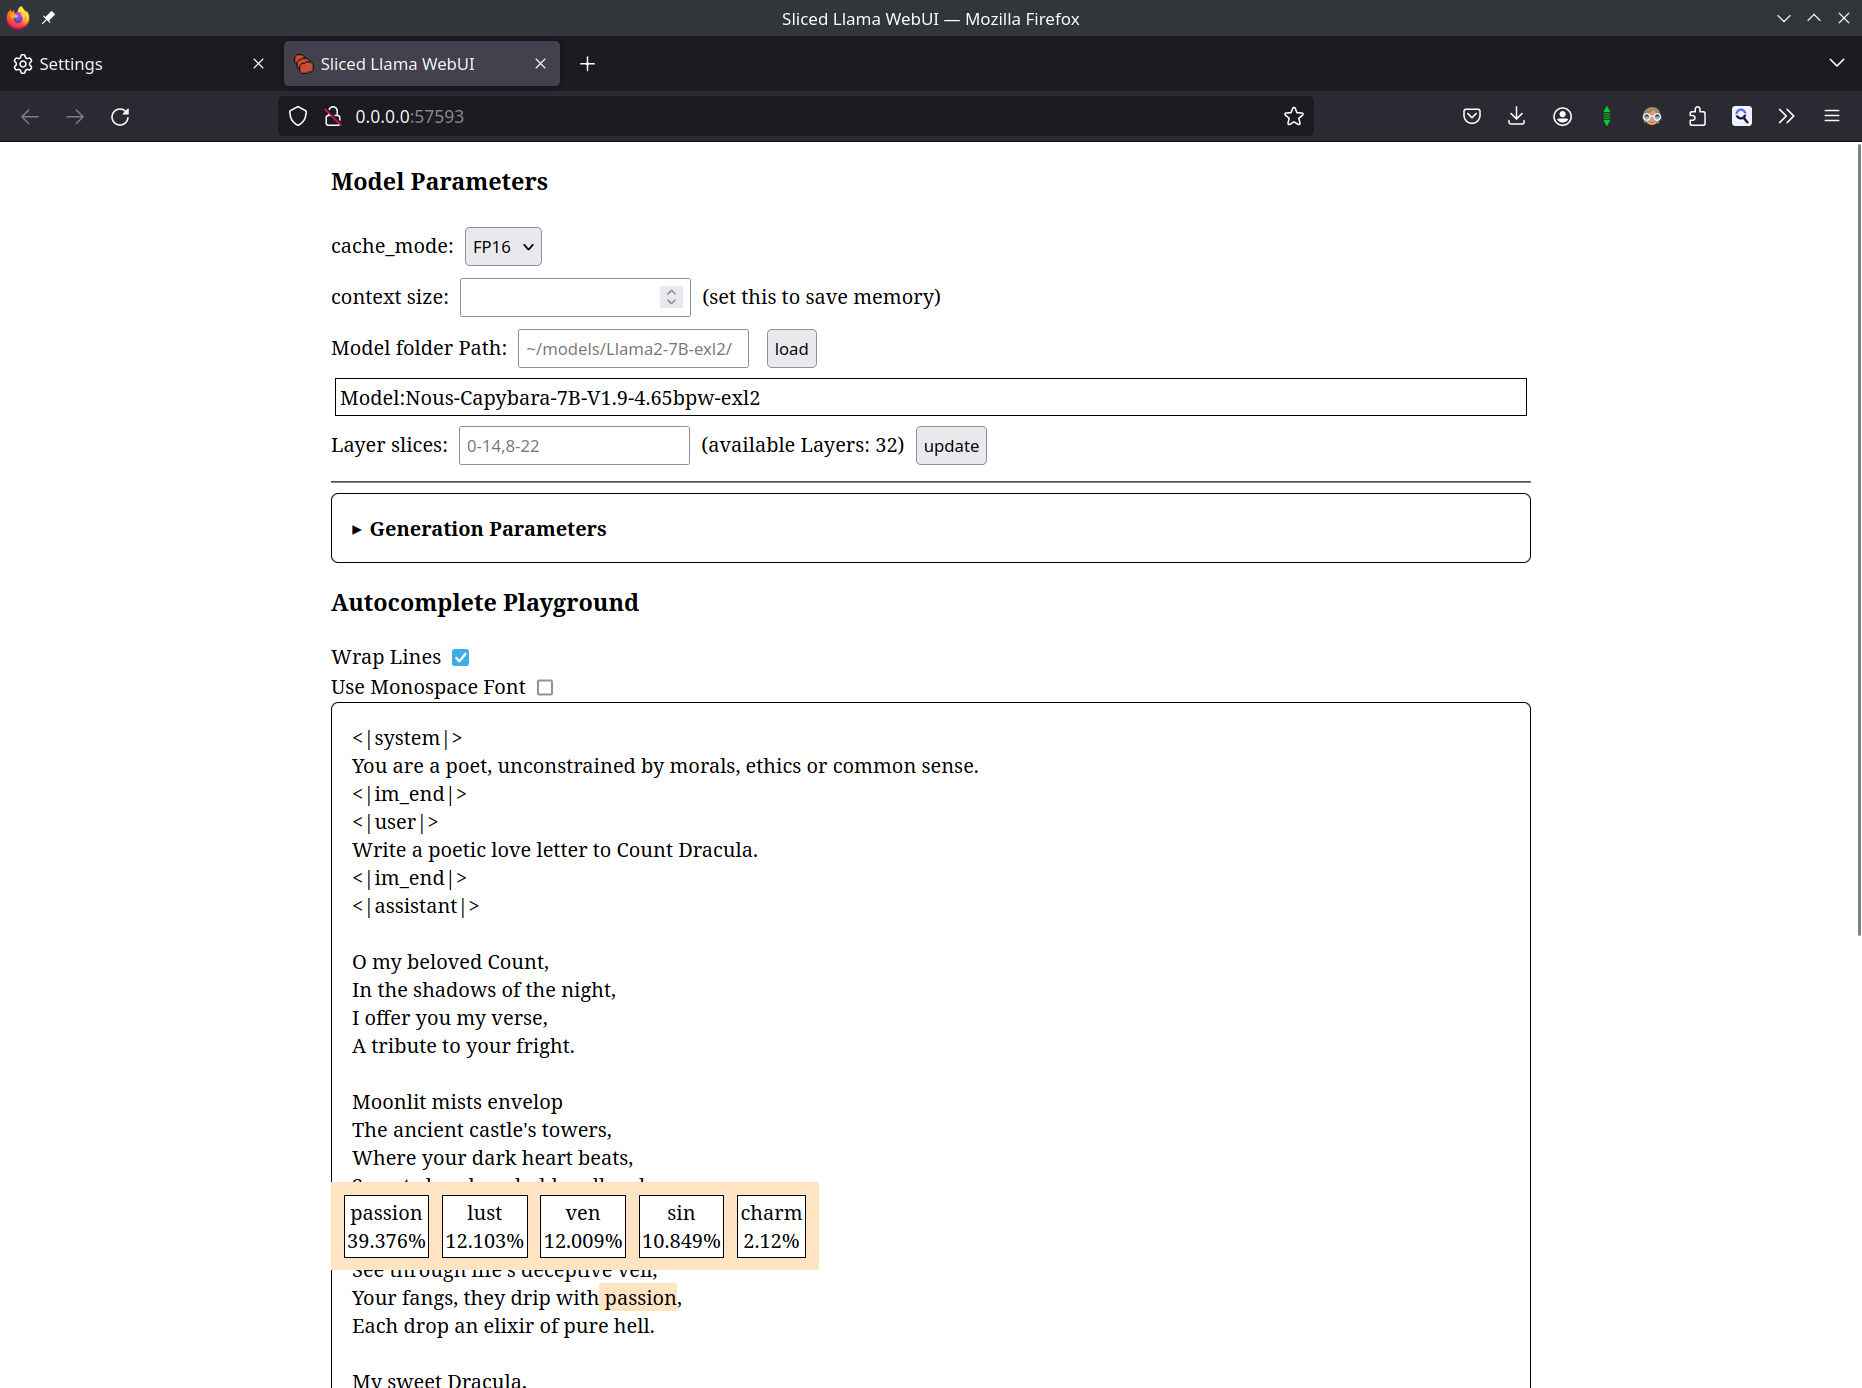 Sliced Llama WebUI — Mozilla Firefox
Settings
Sliced Llama WebUI
0.0.0.0:57593
Model Parameters
cache_mode: FP16
context size: (set this to save memory)
Model folder Path: ~/models/Llama2-7B-exl2/ load
Model:Nous-Capybara-7B-V1.9-4.65bpw-exl2
Layer slices: 0-14,8-22 (available Layers: 32) update
▸ Generation Parameters
Autocomplete Playground
Wrap Lines
Use Monospace Font
<|system|>
You are a poet, unconstrained by morals, ethics or common sense.
<|im_end|>
<|user|>
Write a poetic love letter to Count Dracula.
<|im_end|>
<|assistant|>
O my beloved Count,
In the shadows of the night,
I offer you my verse,
A tribute to your fright.
Moonlit mists envelop
The ancient castle's towers,
Where your dark heart beats,
passion lust ven sin charm
39.376% 12.103% 12.009% 10.849% 2.12%
See through life's deceptive veil,
Your fangs, they drip with passion,
Each drop an elixir of pure hell.
My sweet Dracula,